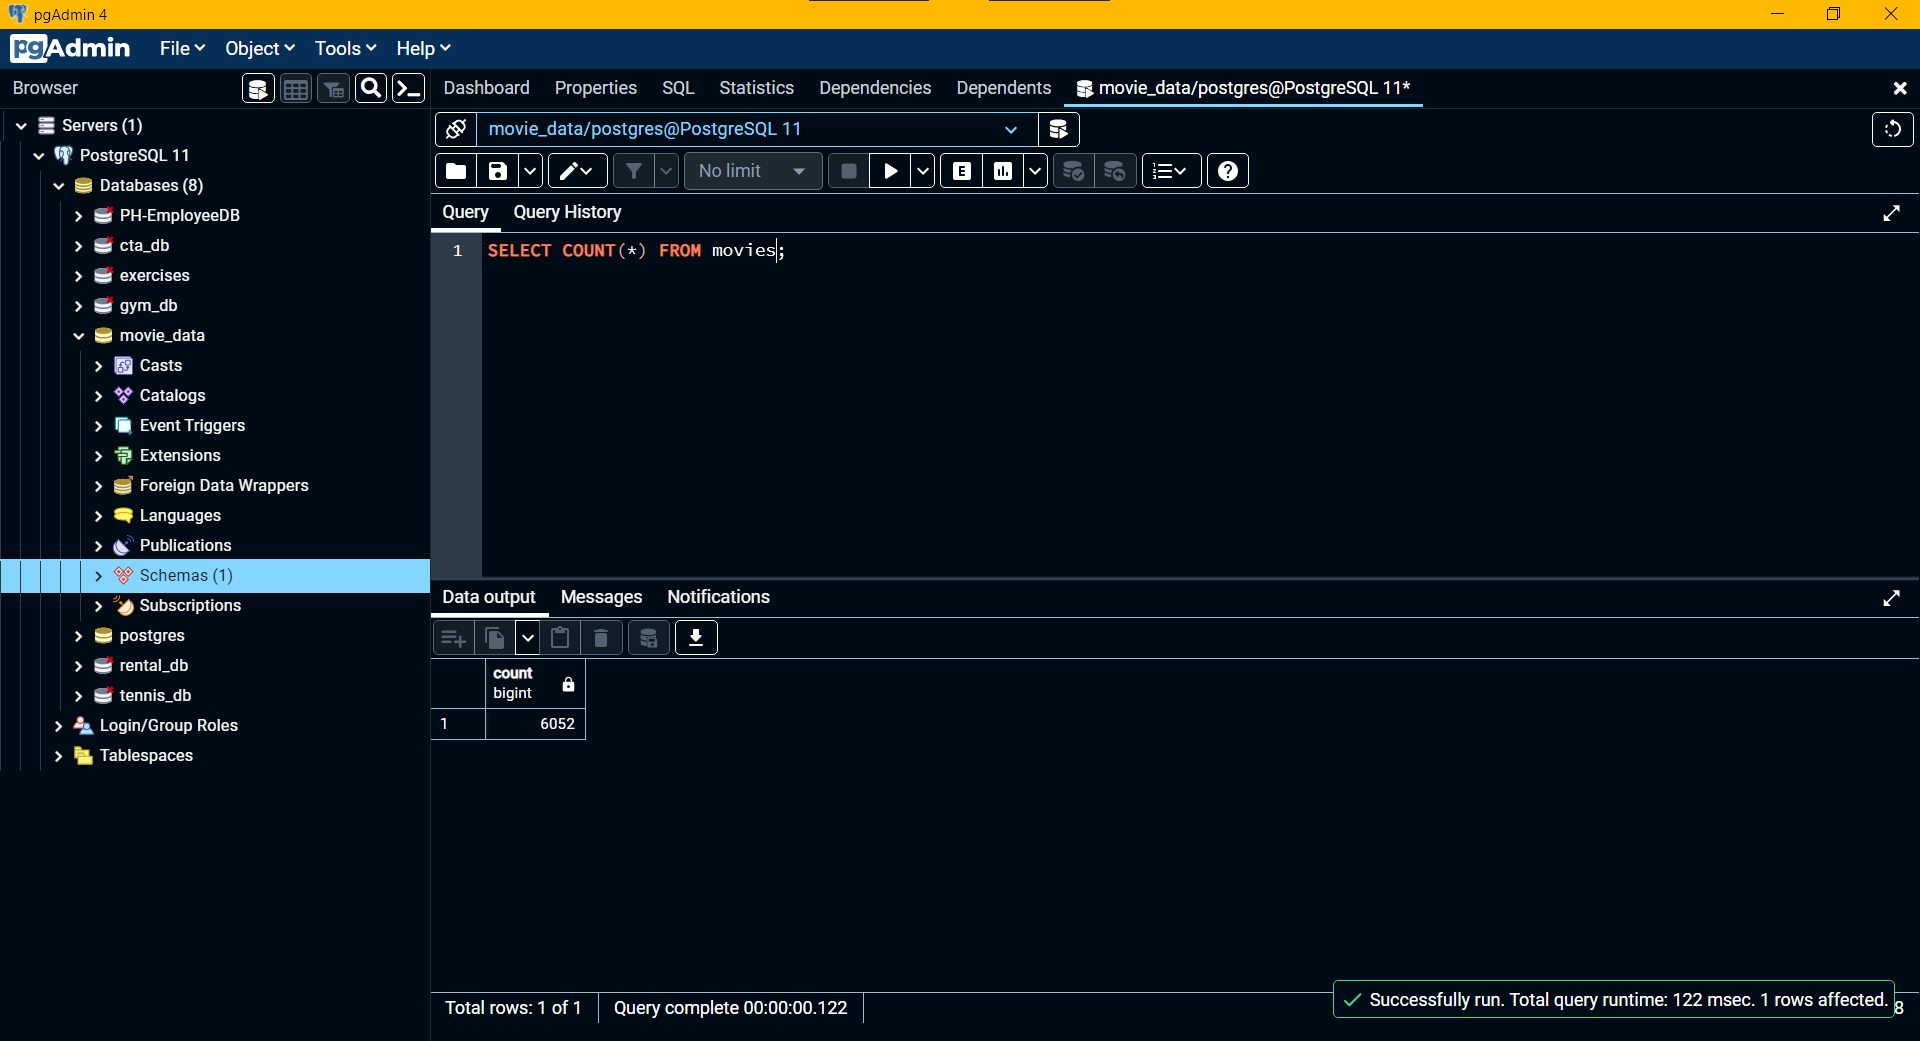 pgAdmin 4
pgAdmin File Object Tools Help
Browser
Dashboard Properties SQL Statistics Dependencies Dependents movie_data/postgres@PostgreSQL 11*
Servers (1)
PostgreSQL 11
Databases (8)
PH-EmployeeDB
cta_db
exercises
gym_db
movie_data
Casts
Catalogs
Event Triggers
Extensions
Foreign Data Wrappers
Languages
Publications
Schemas (1)
Subscriptions
postgres
rental_db
tennis_db
Login/Group Roles
Tablespaces
movie_data/postgres@PostgreSQL 11
No limit E
Query Query History
1 SELECT COUNT(*) FROM movies;
Data output Messages Notifications
count
bigint
1 6052
Total rows: 1 of 1 Query complete 00:00:00.122
Successfully run. Total query runtime: 122 msec. 1 rows affected. 8